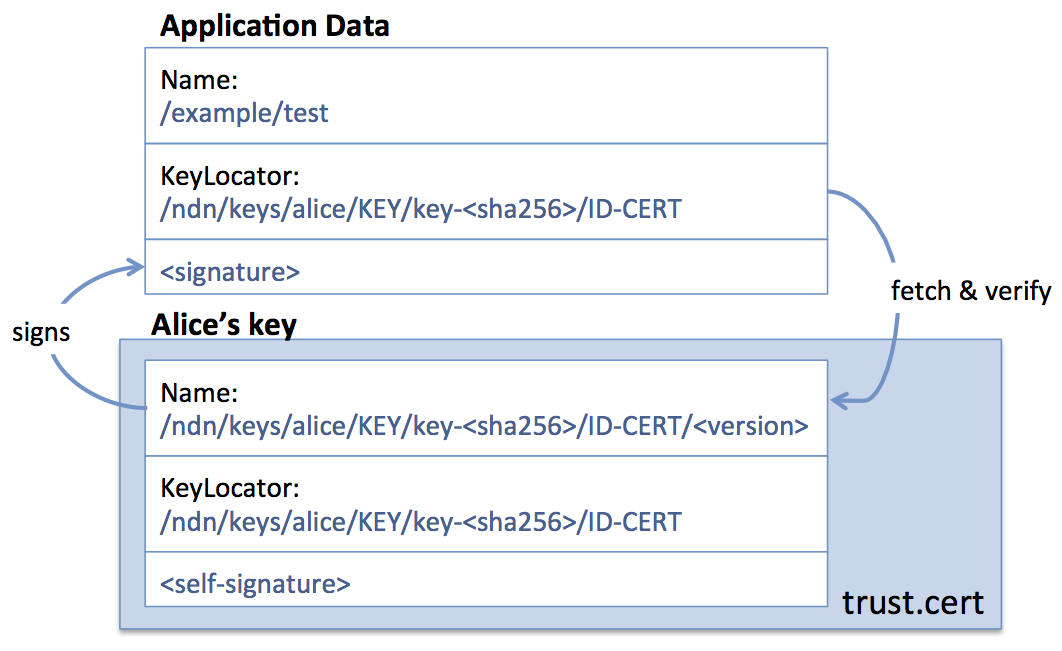 Application Data
Name:
/example/test
KeyLocator:
/ndn/keys/alice/KEY/key-<sha256>/ID-CERT
<signature>
fetch & verify
signs
Alice’s key
Name:
/ndn/keys/alice/KEY/key-<sha256>/ID-CERT/<version>
KeyLocator:
/ndn/keys/alice/KEY/key-<sha256>/ID-CERT
<self-signature>
trust.cert